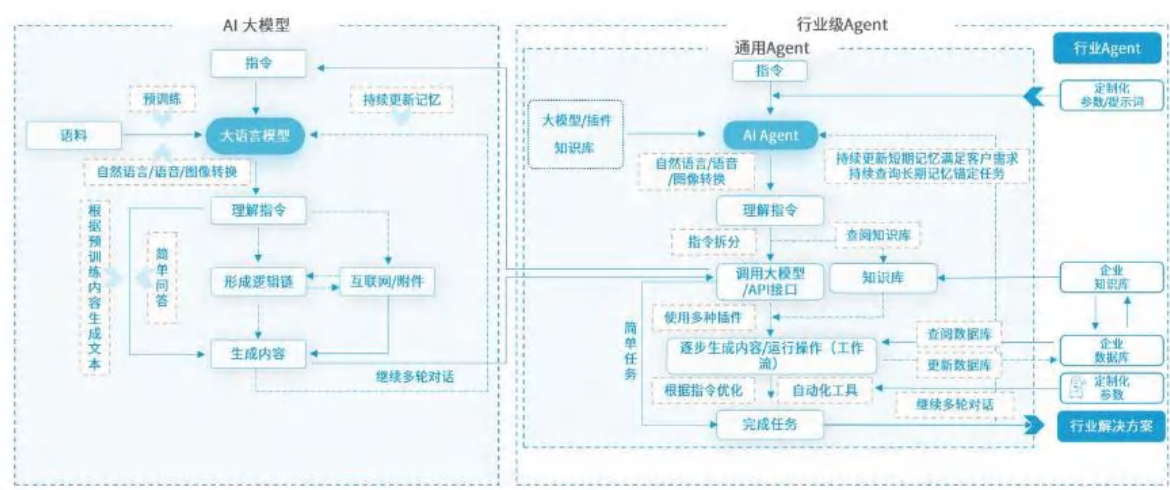 AI 大模型
指令
预训练
持续更新记忆
语料
大语言模型
自然语言/语音/图像转换
理解指令
根据预训练内容生成文本
简单问答
形成逻辑链
互联网/附件
生成内容
继续多轮对话
行业级Agent
通用Agent
行业Agent
指令
定制化
参数/提示词
大模型/插件
知识库
AI Agent
自然语言/语音
/图像转换
持续更新短期记忆满足客户需求
持续查询长期记忆锚定任务
理解指令
指令拆分
查阅知识库
调用大模型
/API接口
知识库
企业
知识库
使用多种插件
简单任务
逐步生成内容/运行操作（工作
流）
查阅数据库
更新数据库
企业
数据库
根据指令优化
自动化工具
定制化
参数
继续多轮对话
完成任务
行业解决方案